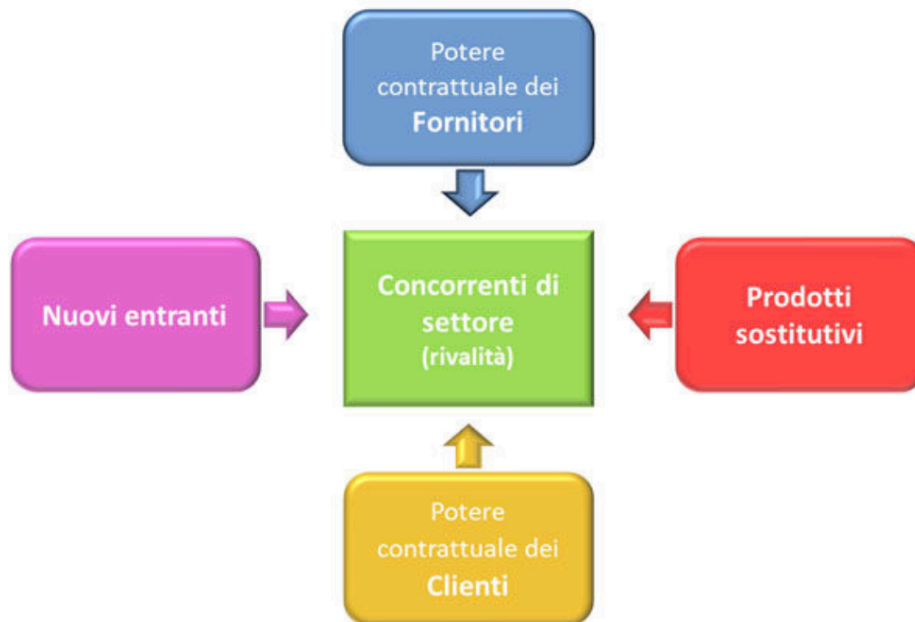 Potere
contrattuale dei
Fornitori
Nuovi entranti
Concorrenti di
settore
(rivalità)
Prodotti
sostitutivi
Potere
contrattuale dei
Clienti